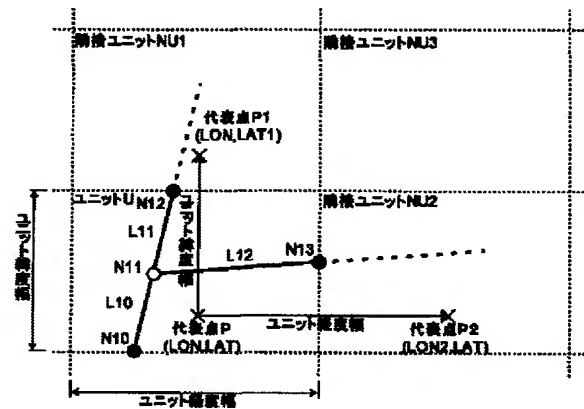 隣接ユニットNU1
隣接ユニットNU3
代表点P1
(LON,LAT1)
ユニットU
N12
隣接ユニットNU2
L11
ユニット緯度幅
ユニット緯度幅
N11
L12
N13
L10
N10
代表点P
(LON,LAT)
ユニット経度幅
代表点P2
(LON2,LAT)
ユニット経度幅